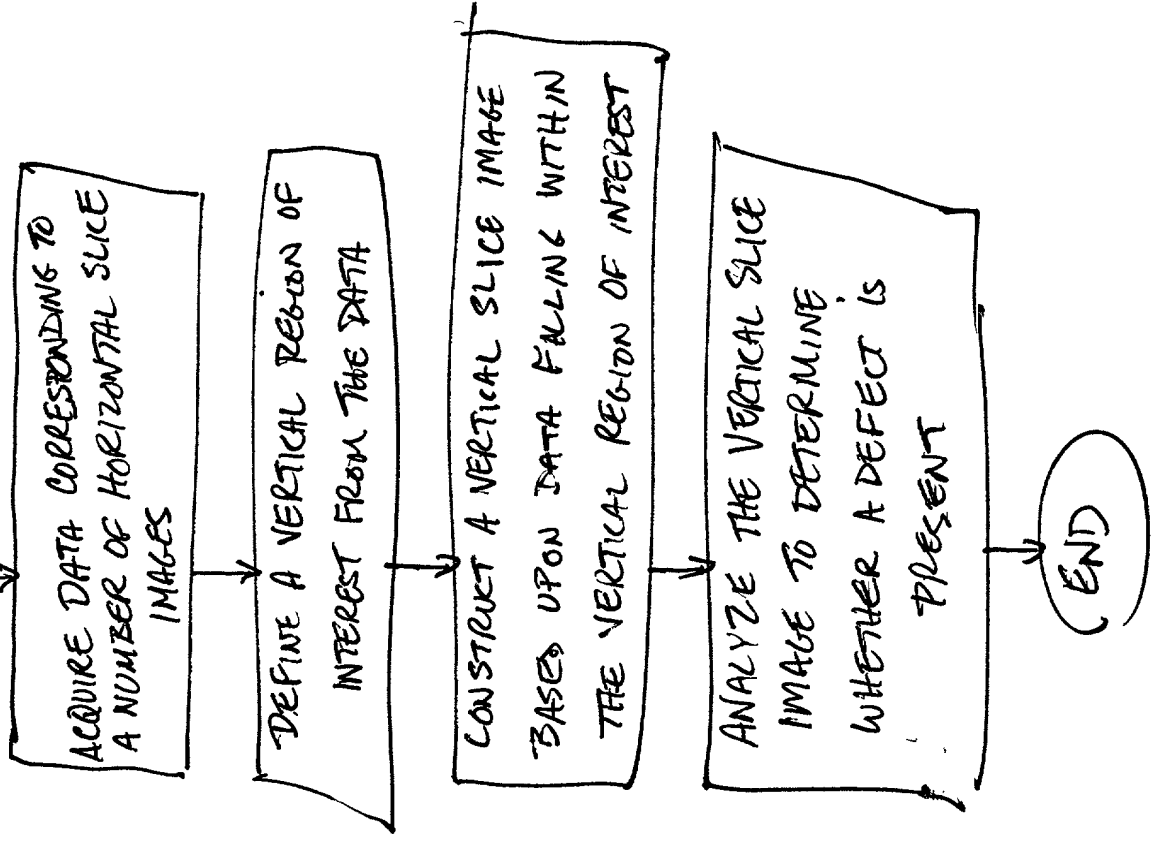 ACQUIRE DATA CORRESPONDING TO
A NUMBER OF HORIZONTAL SLICE
IMAGES
DEFINE A VERTICAL REGION OF
INTEREST FROM THE DATA
CONSTRUCT A VERTICAL SLICE IMAGE
BASED UPON DATA FALLING WITHIN
THE VERTICAL REGION OF INTEREST
ANALYZE THE VERTICAL SLICE
IMAGE TO DETERMINE
WHETHER A DEFECT IS
PRESENT
END